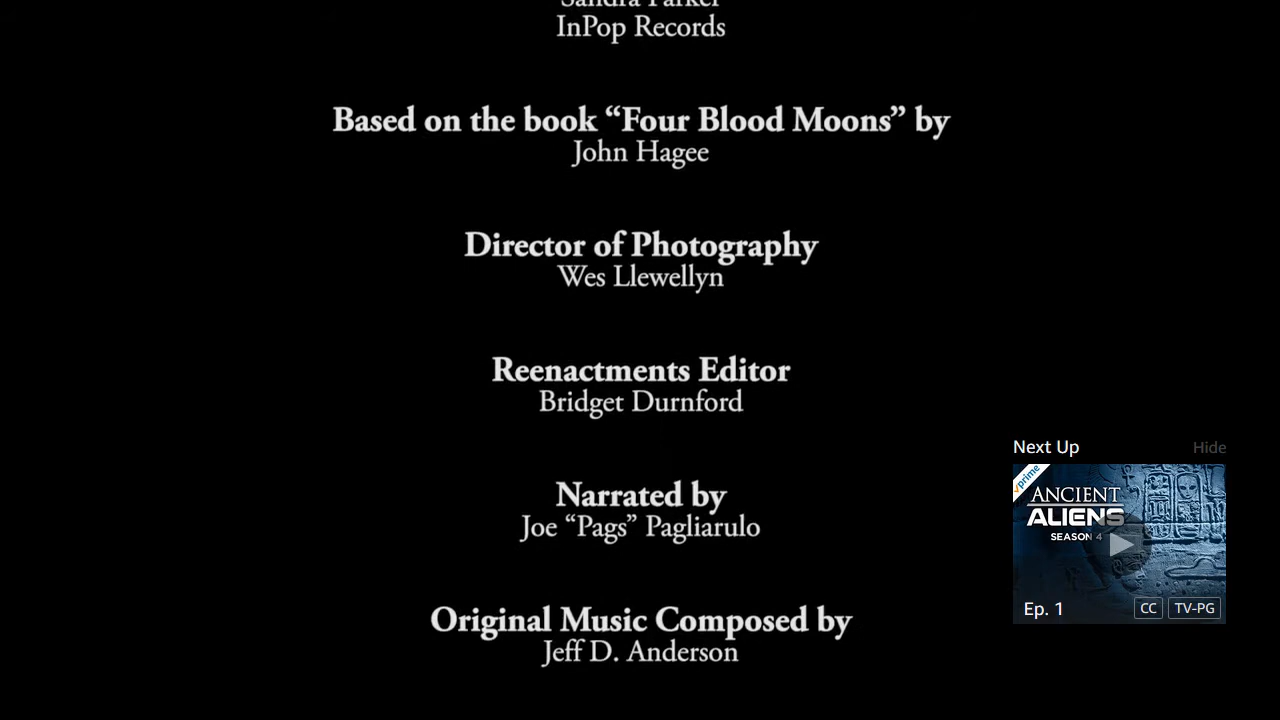 Sandra Parker
InPop Records
Based on the book “Four Blood Moons” by
John Hagee
Director of Photography
Wes Llewellyn
Reenactments Editor
Bridget Durnford
Narrated by
Joe “Pags” Pagliarulo
Original Music Composed by
Jeff D. Anderson
Next Up Hide
prime
ANCIENT
ALIENS
SEASON 4
Ep. 1 CC TV-PG